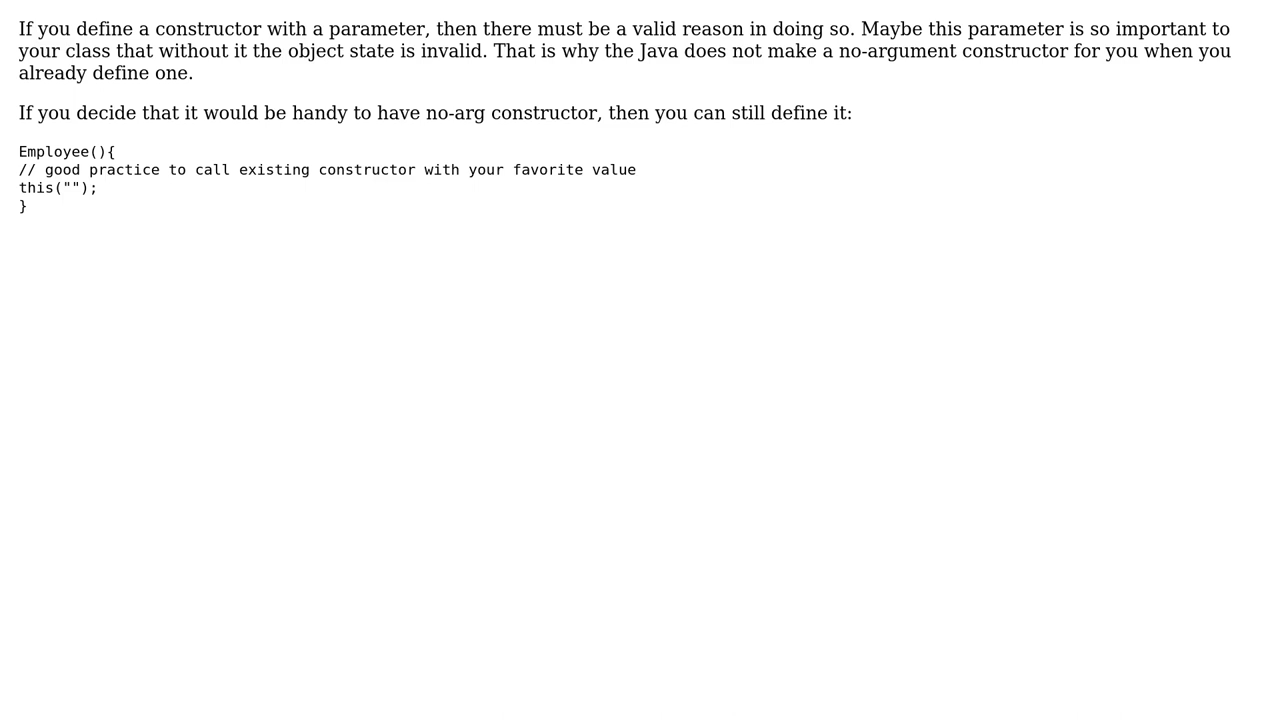 If you define a constructor with a parameter, then there must be a valid reason in doing so. Maybe this parameter is so important to
your class that without it the object state is invalid. That is why the Java does not make a no-argument constructor for you when you
already define one.
If you decide that it would be handy to have no-arg constructor, then you can still define it:
Employee(){
// good practice to call existing constructor with your favorite value
this("");
}